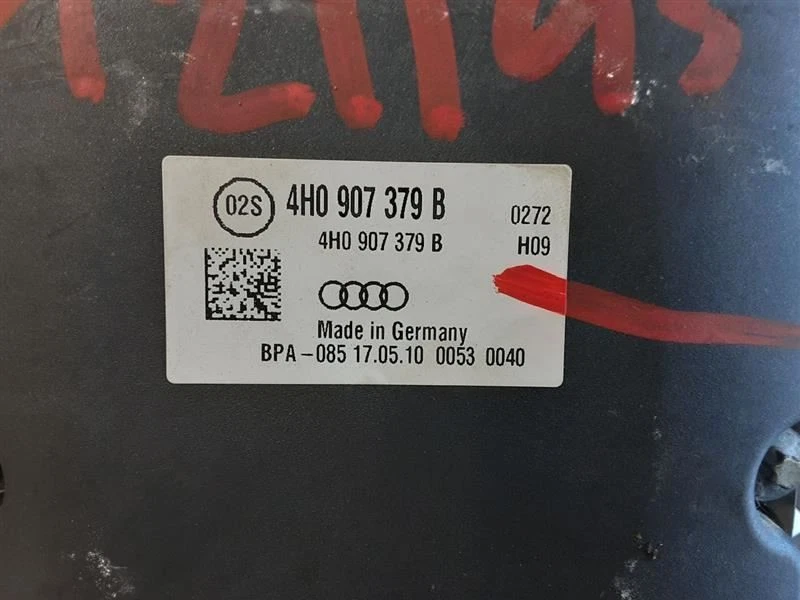 02S 4H0 907 379 B 0272
4H0 907 379 B H09
Made in Germany
BPA-085 17.05.10 0053 0040